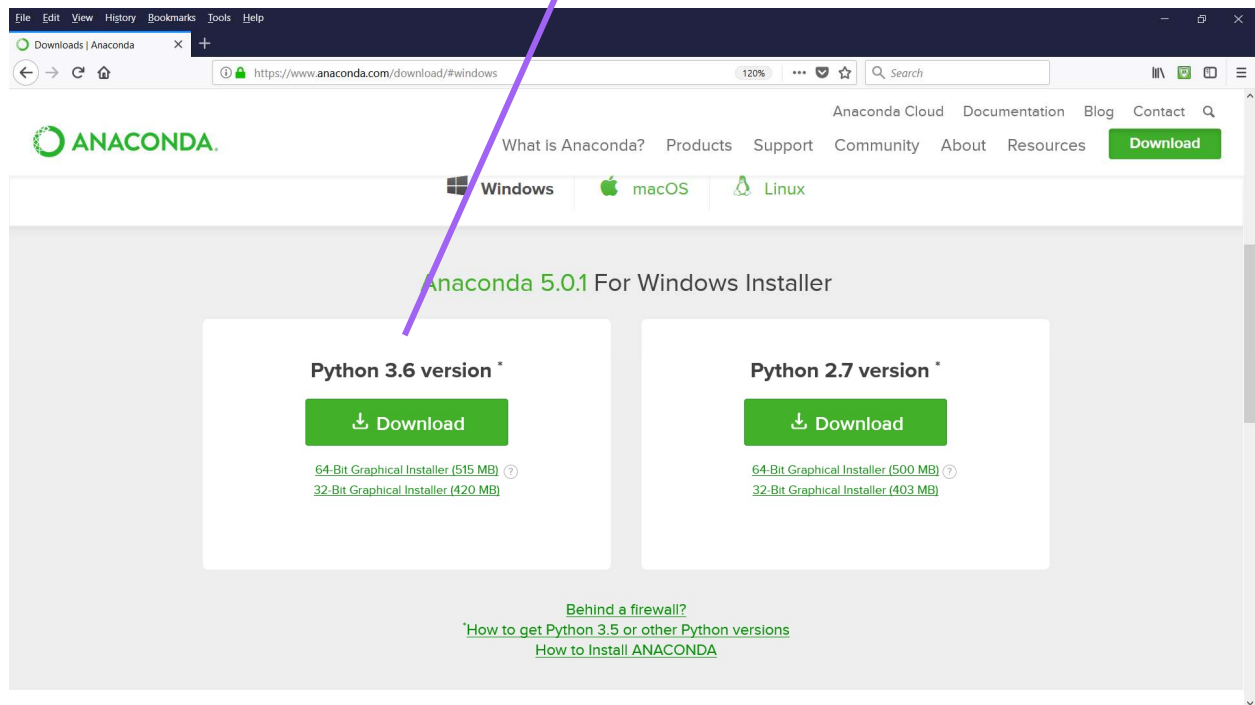 File Edit View History Bookmarks Tools Help
Downloads | Anaconda
https://www.anaconda.com/download/#windows 120% Search
Anaconda Cloud Documentation Blog Contact
ANACONDA.
What is Anaconda? Products Support Community About Resources Download
Windows macOS Linux
Anaconda 5.0.1 For Windows Installer
Python 3.6 version *
Download
64-Bit Graphical Installer (515 MB) ?
32-Bit Graphical Installer (420 MB)
Python 2.7 version *
Download
64-Bit Graphical Installer (500 MB) ?
32-Bit Graphical Installer (403 MB)
Behind a firewall?
*How to get Python 3.5 or other Python versions
How to Install ANACONDA